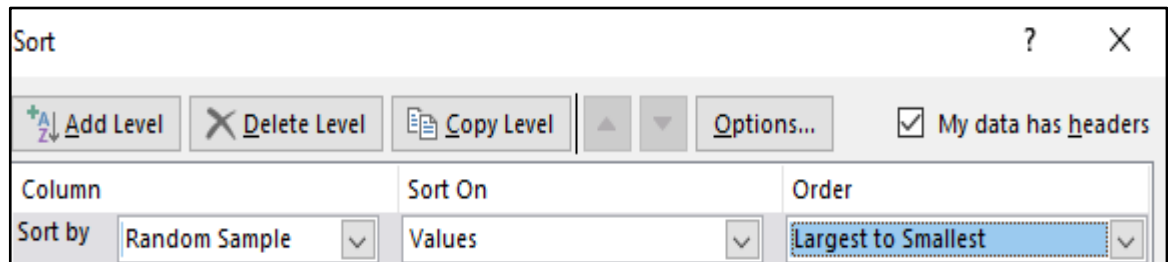 Sort ?
Add Level Delete Level Copy Level Options... My data has headers
Column Sort On Order
Sort by Random Sample Values Largest to Smallest